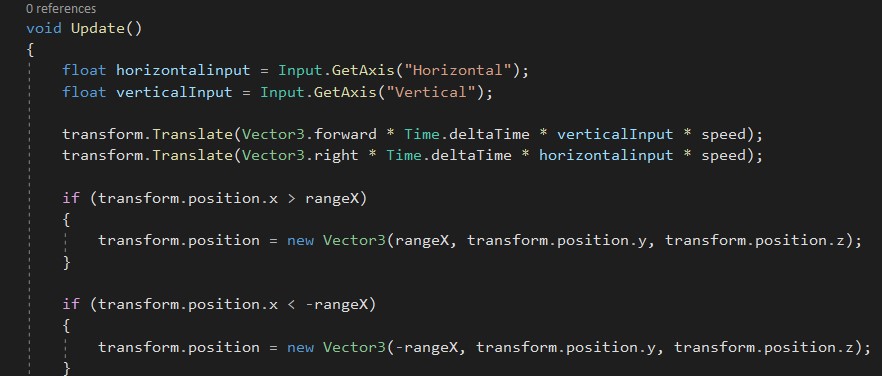 0 references
void Update()
{
float horizontalinput = Input.GetAxis("Horizontal");
float verticalInput = Input.GetAxis("Vertical");
transform.Translate(Vector3.forward * Time.deltaTime * verticalInput * speed);
transform.Translate(Vector3.right * Time.deltaTime * horizontalinput * speed);
if (transform.position.x > rangeX)
{
transform.position = new Vector3(rangeX, transform.position.y, transform.position.z);
}
if (transform.position.x < -rangeX)
{
transform.position = new Vector3(-rangeX, transform.position.y, transform.position.z);
}